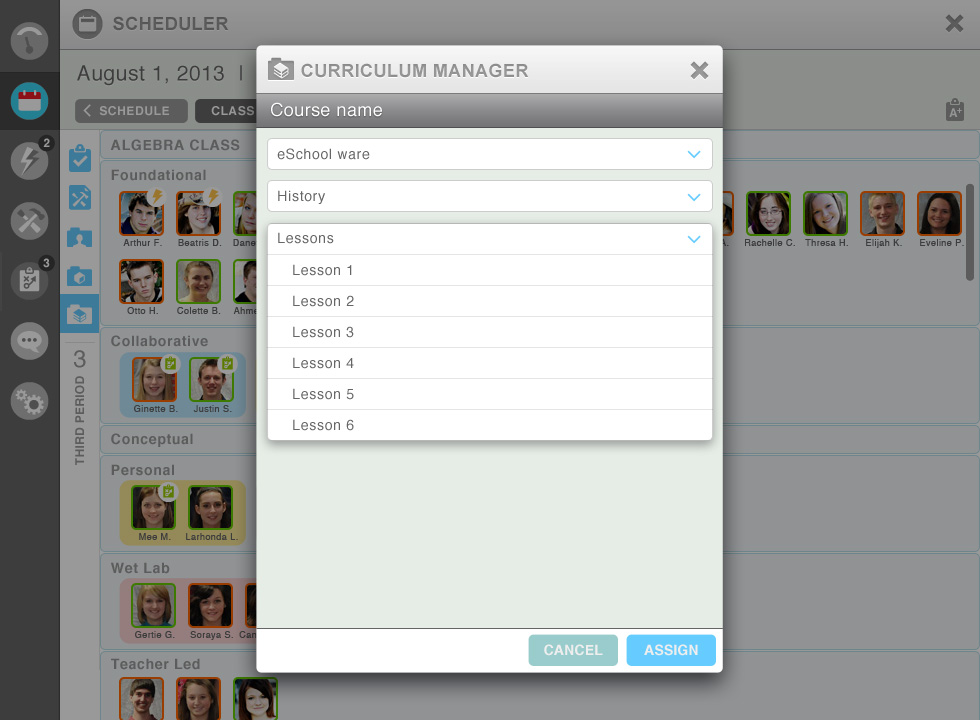 SCHEDULER
August 1, 2013 |
SCHEDULE
CLASS
2
3
3
THIRD PERIOD
A+
ALGEBRA CLASS
Foundational
Arthur F.
Beatris D.
Rachelle C.
Thresa H.
Elijah K.
Eveline P.
Otto H.
Colette B.
Collaborative
Ginette B.
Justin S.
Conceptual
Personal
Mee M.
Larhonda L.
Wet Lab
Gertie G.
Soraya S.
Teacher Led
CURRICULUM MANAGER
Course name
eSchool ware
History
Lessons
Lesson 1
Lesson 2
Lesson 3
Lesson 4
Lesson 5
Lesson 6
CANCEL
ASSIGN